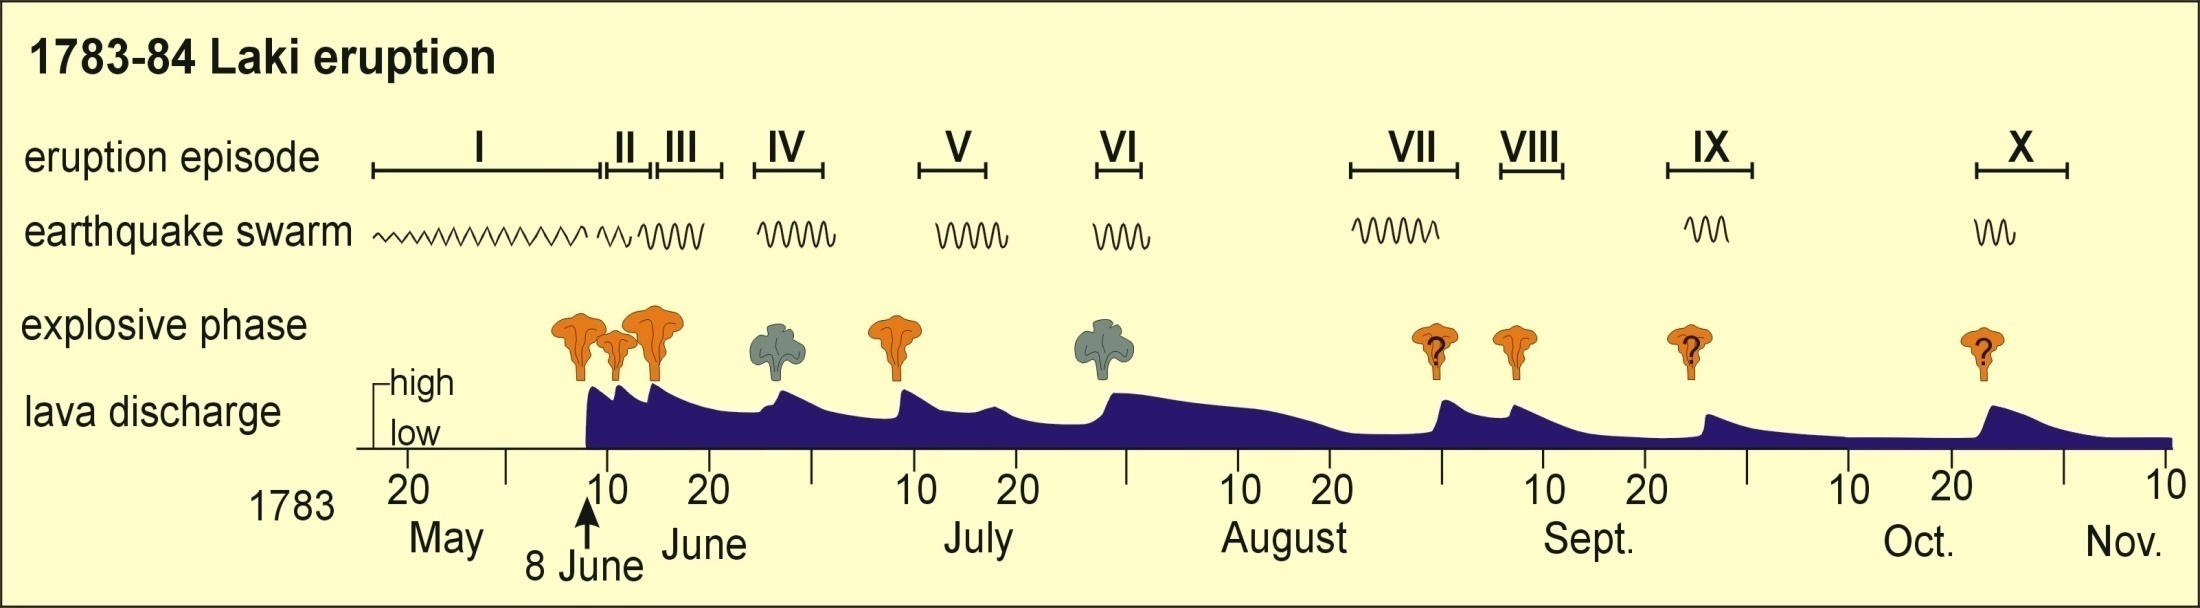 1783-84 Laki eruption
eruption episode I II III IV V VI VII VIII IX X
earthquake swarm
explosive phase ? ? ?
high
lava discharge
low
20 10 20 10 20 10 20 10 20 10 20 10
1783
May June July August Sept. Oct. Nov.
8 June